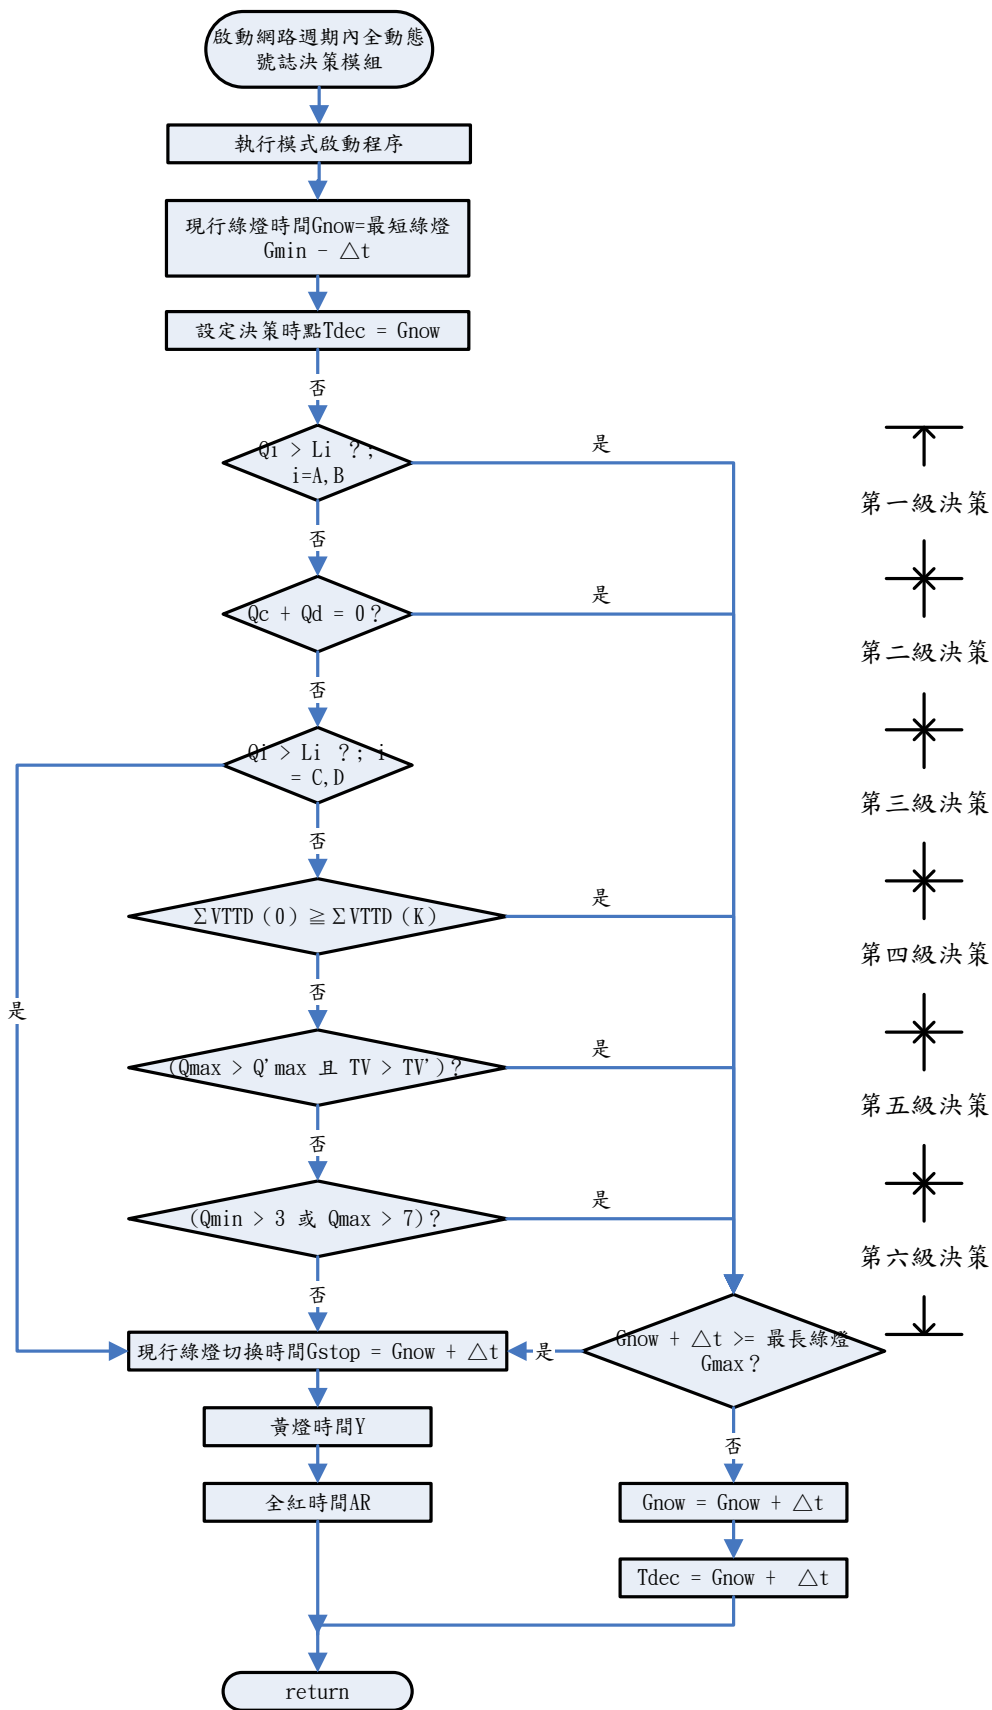 啟動網路週期內全動態
號誌決策模組
執行模式啟動程序
現行綠燈時間Gnow=最短綠燈
Gmin - △t
設定決策時點Tdec = Gnow
否
Qi > Li ?;
i=A,B
是
第一級決策
否
Qc + Qd = 0?
是
第二級決策
否
Qi > Li ?; i
= C,D
是
第三級決策
否
ΣVTTD(0)≧ΣVTTD(K)
是
第四級決策
否
(Qmax > Q'max 且 TV > TV')?
是
第五級決策
否
(Qmin > 3 或 Qmax > 7)?
是
第六級決策
否
現行綠燈切換時間Gstop = Gnow + △t
是
Gnow + △t >= 最長綠燈
Gmax?
黃燈時間Y
否
全紅時間AR
Gnow = Gnow + △t
Tdec = Gnow + △t
return